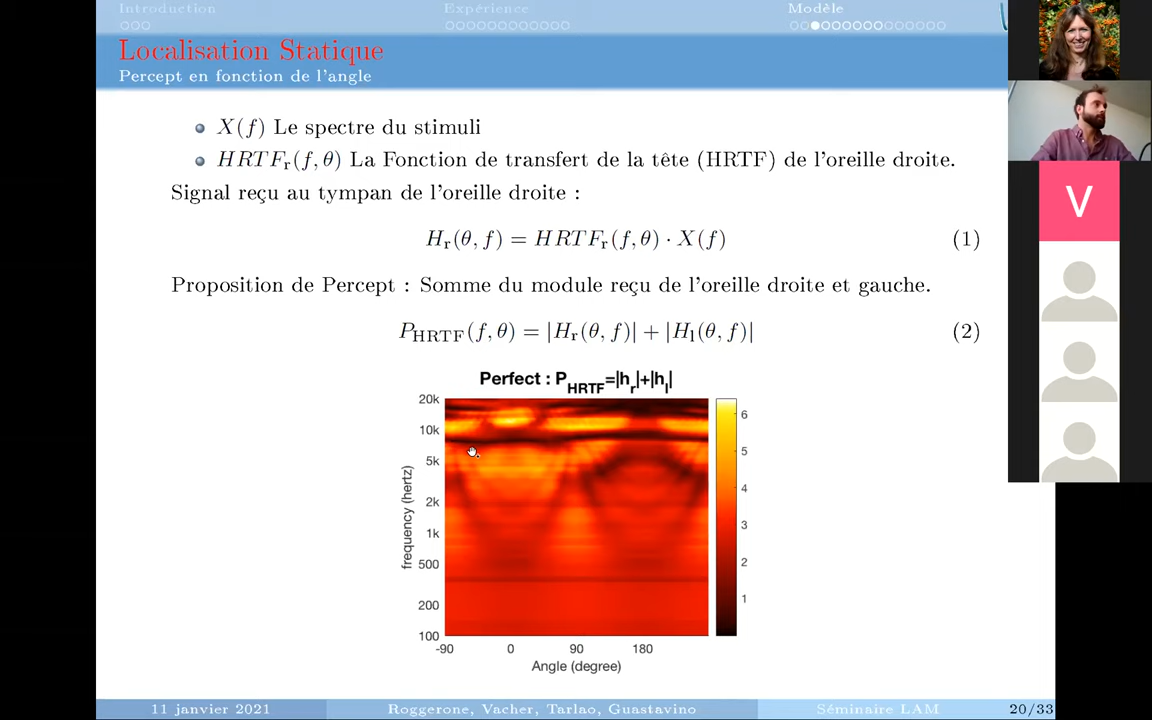 Introduction
Expérience
Modèle
Localisation Statique
Percept en fonction de l'angle
X(f) Le spectre du stimuli
HRTFr(f, θ) La Fonction de transfert de la tête (HRTF) de l'oreille droite.
Signal reçu au tympan de l'oreille droite :
Hr(θ, f) = HRTFr(f, θ) · X(f) (1)
Proposition de Percept : Somme du module reçu de l'oreille droite et gauche.
PHRTF(f, θ) = |Hr(θ, f)| + |Hl(θ, f)| (2)
Perfect : PHRTF=|hr|+|hl|
20k
10k
5k
2k
1k
500
200
100
frequency (hertz)
-90 0 90 180
Angle (degree)
6
5
4
3
2
1
V
11 janvier 2021
Roggerone, Vacher, Tarlao, Guastavino
Séminaire LAM
20/33